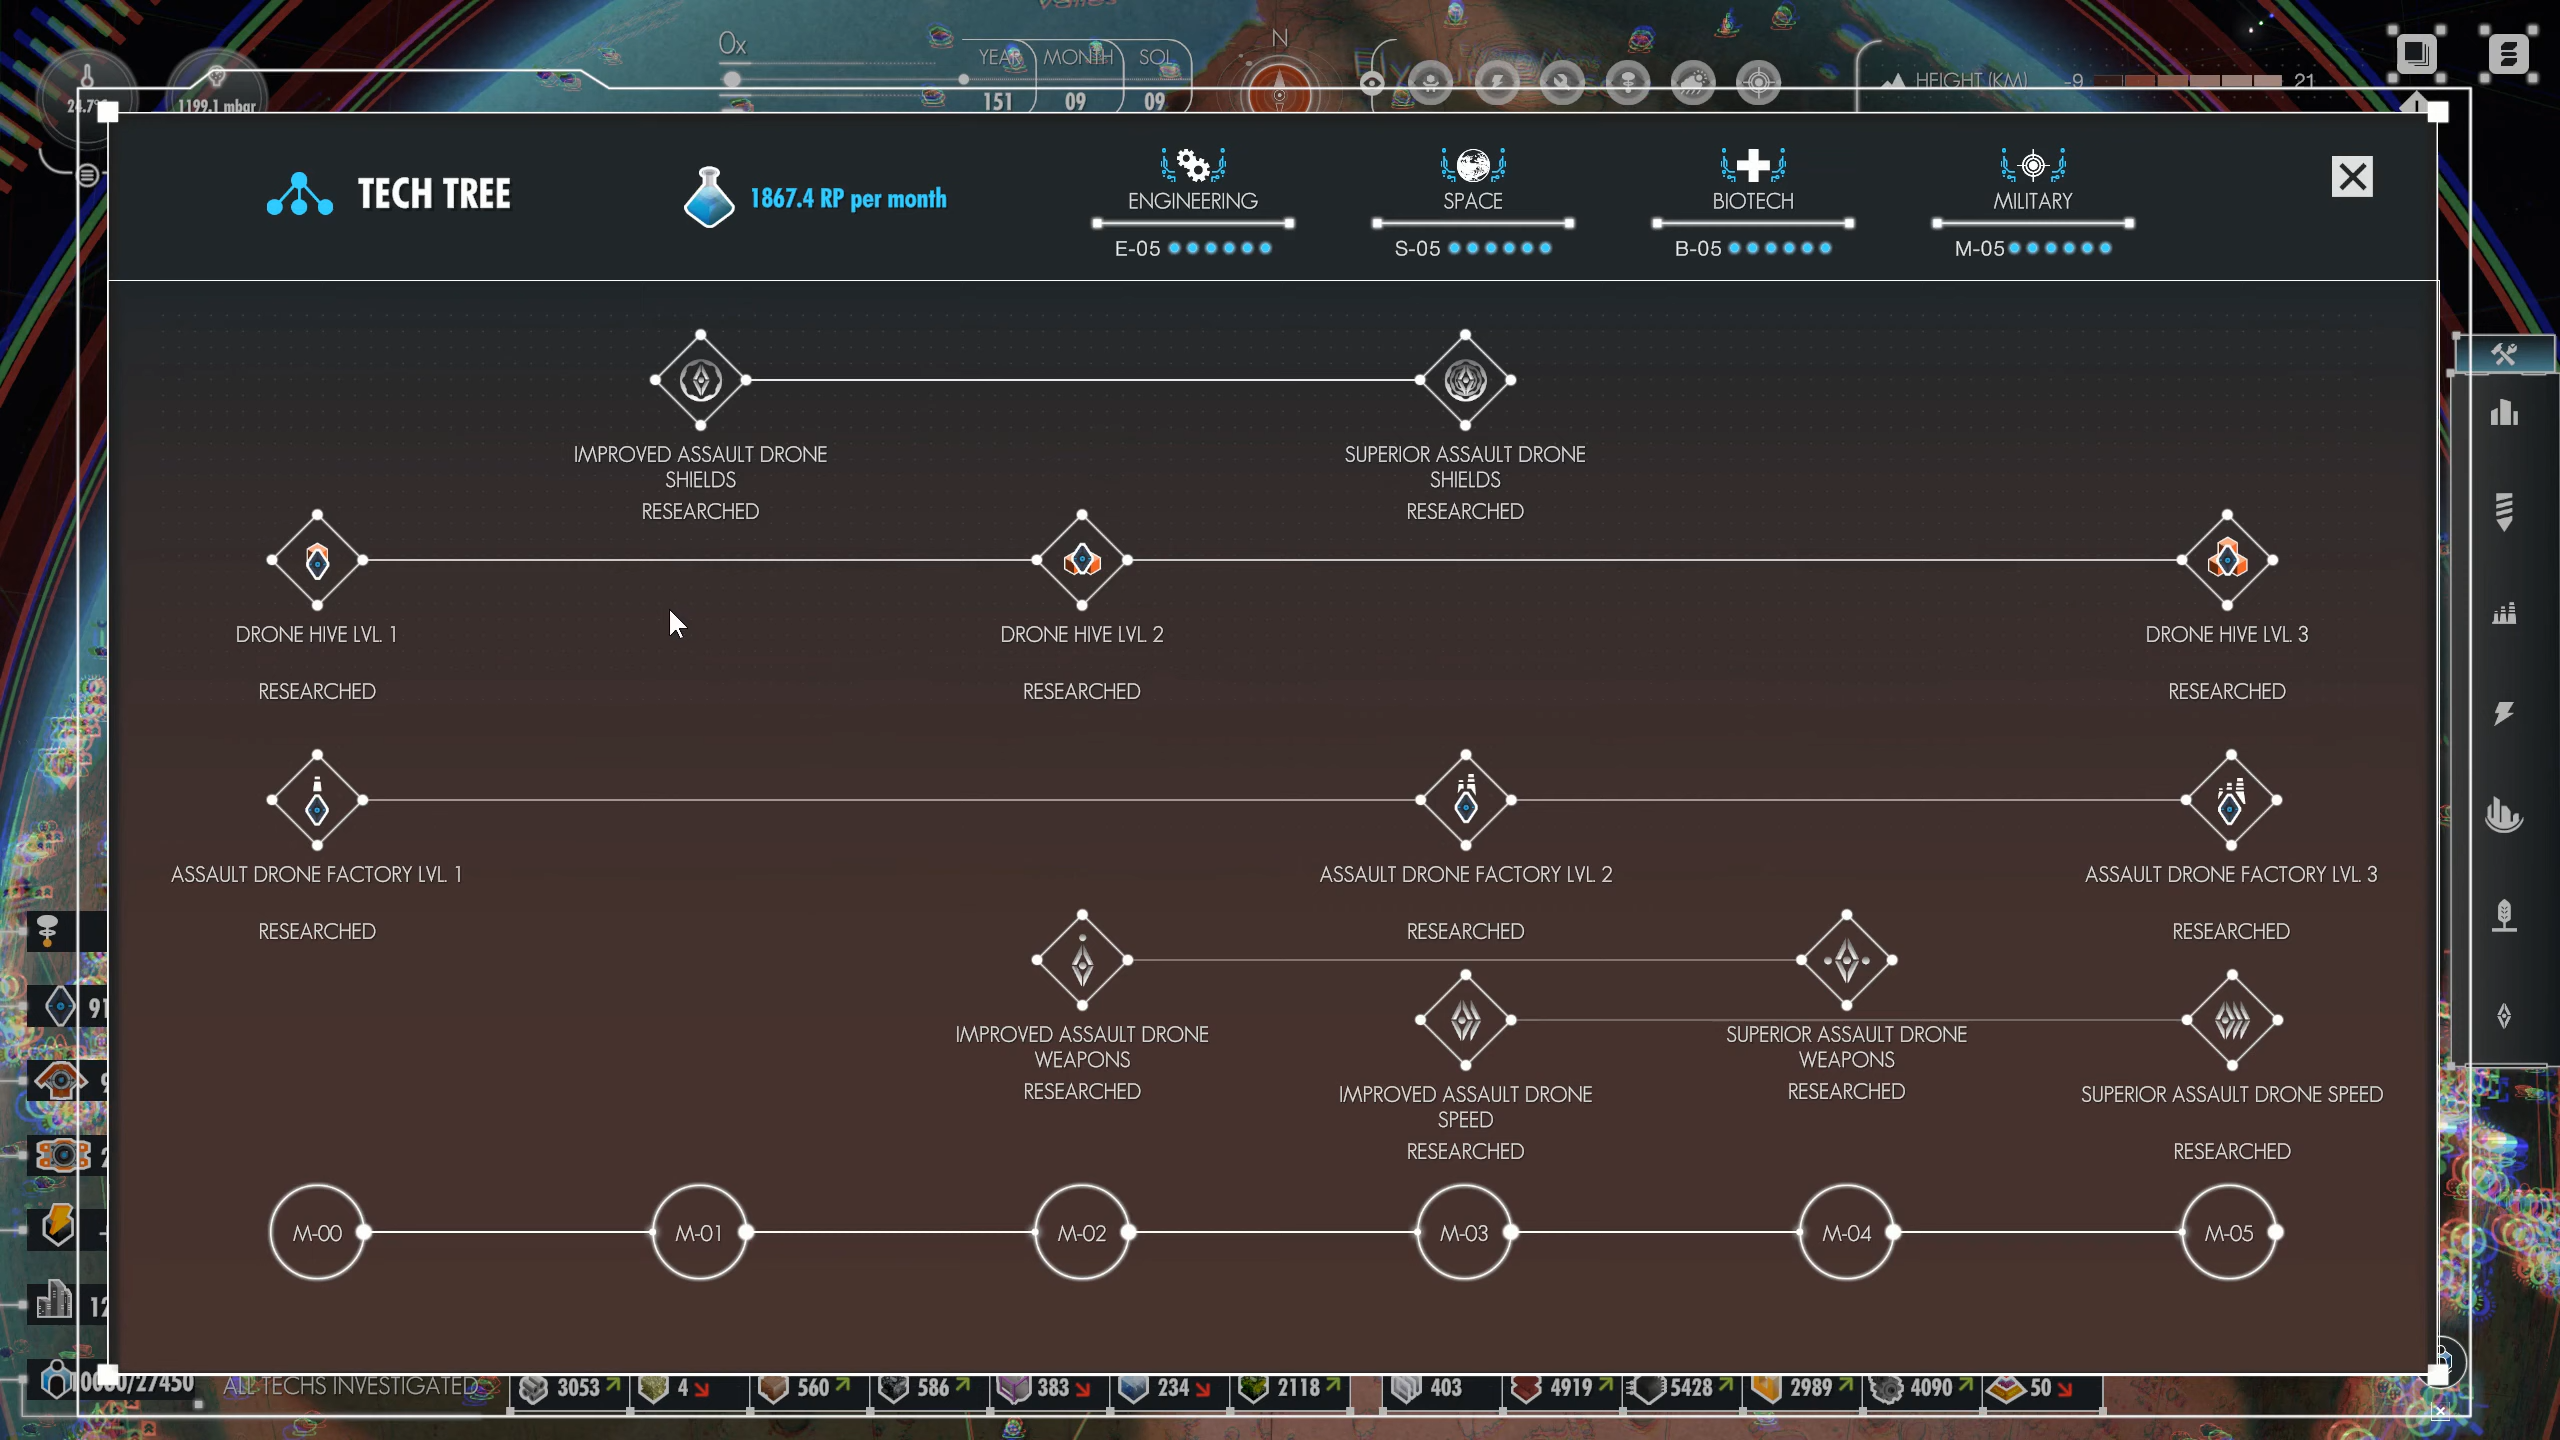 0x
YEAR MONTH SOL
151 09 09
N
HEIGHT (KM) -9 21
1199.1 mbar
TECH TREE
1867.4 RP per month
ENGINEERING
E-05
SPACE
S-05
BIOTECH
B-05
MILITARY
M-05
IMPROVED ASSAULT DRONE
SHIELDS
RESEARCHED
SUPERIOR ASSAULT DRONE
SHIELDS
RESEARCHED
DRONE HIVE LVL. 1
RESEARCHED
DRONE HIVE LVL. 2
RESEARCHED
DRONE HIVE LVL. 3
RESEARCHED
ASSAULT DRONE FACTORY LVL. 1
RESEARCHED
ASSAULT DRONE FACTORY LVL. 2
RESEARCHED
ASSAULT DRONE FACTORY LVL. 3
RESEARCHED
IMPROVED ASSAULT DRONE
WEAPONS
RESEARCHED
SUPERIOR ASSAULT DRONE
WEAPONS
RESEARCHED
IMPROVED ASSAULT DRONE
SPEED
RESEARCHED
SUPERIOR ASSAULT DRONE SPEED
RESEARCHED
M-00 M-01 M-02 M-03 M-04 M-05
ALL TECHS INVESTIGATED
3053 4 560 586 383 234 2118 403 4919 5428 2989 4090 50